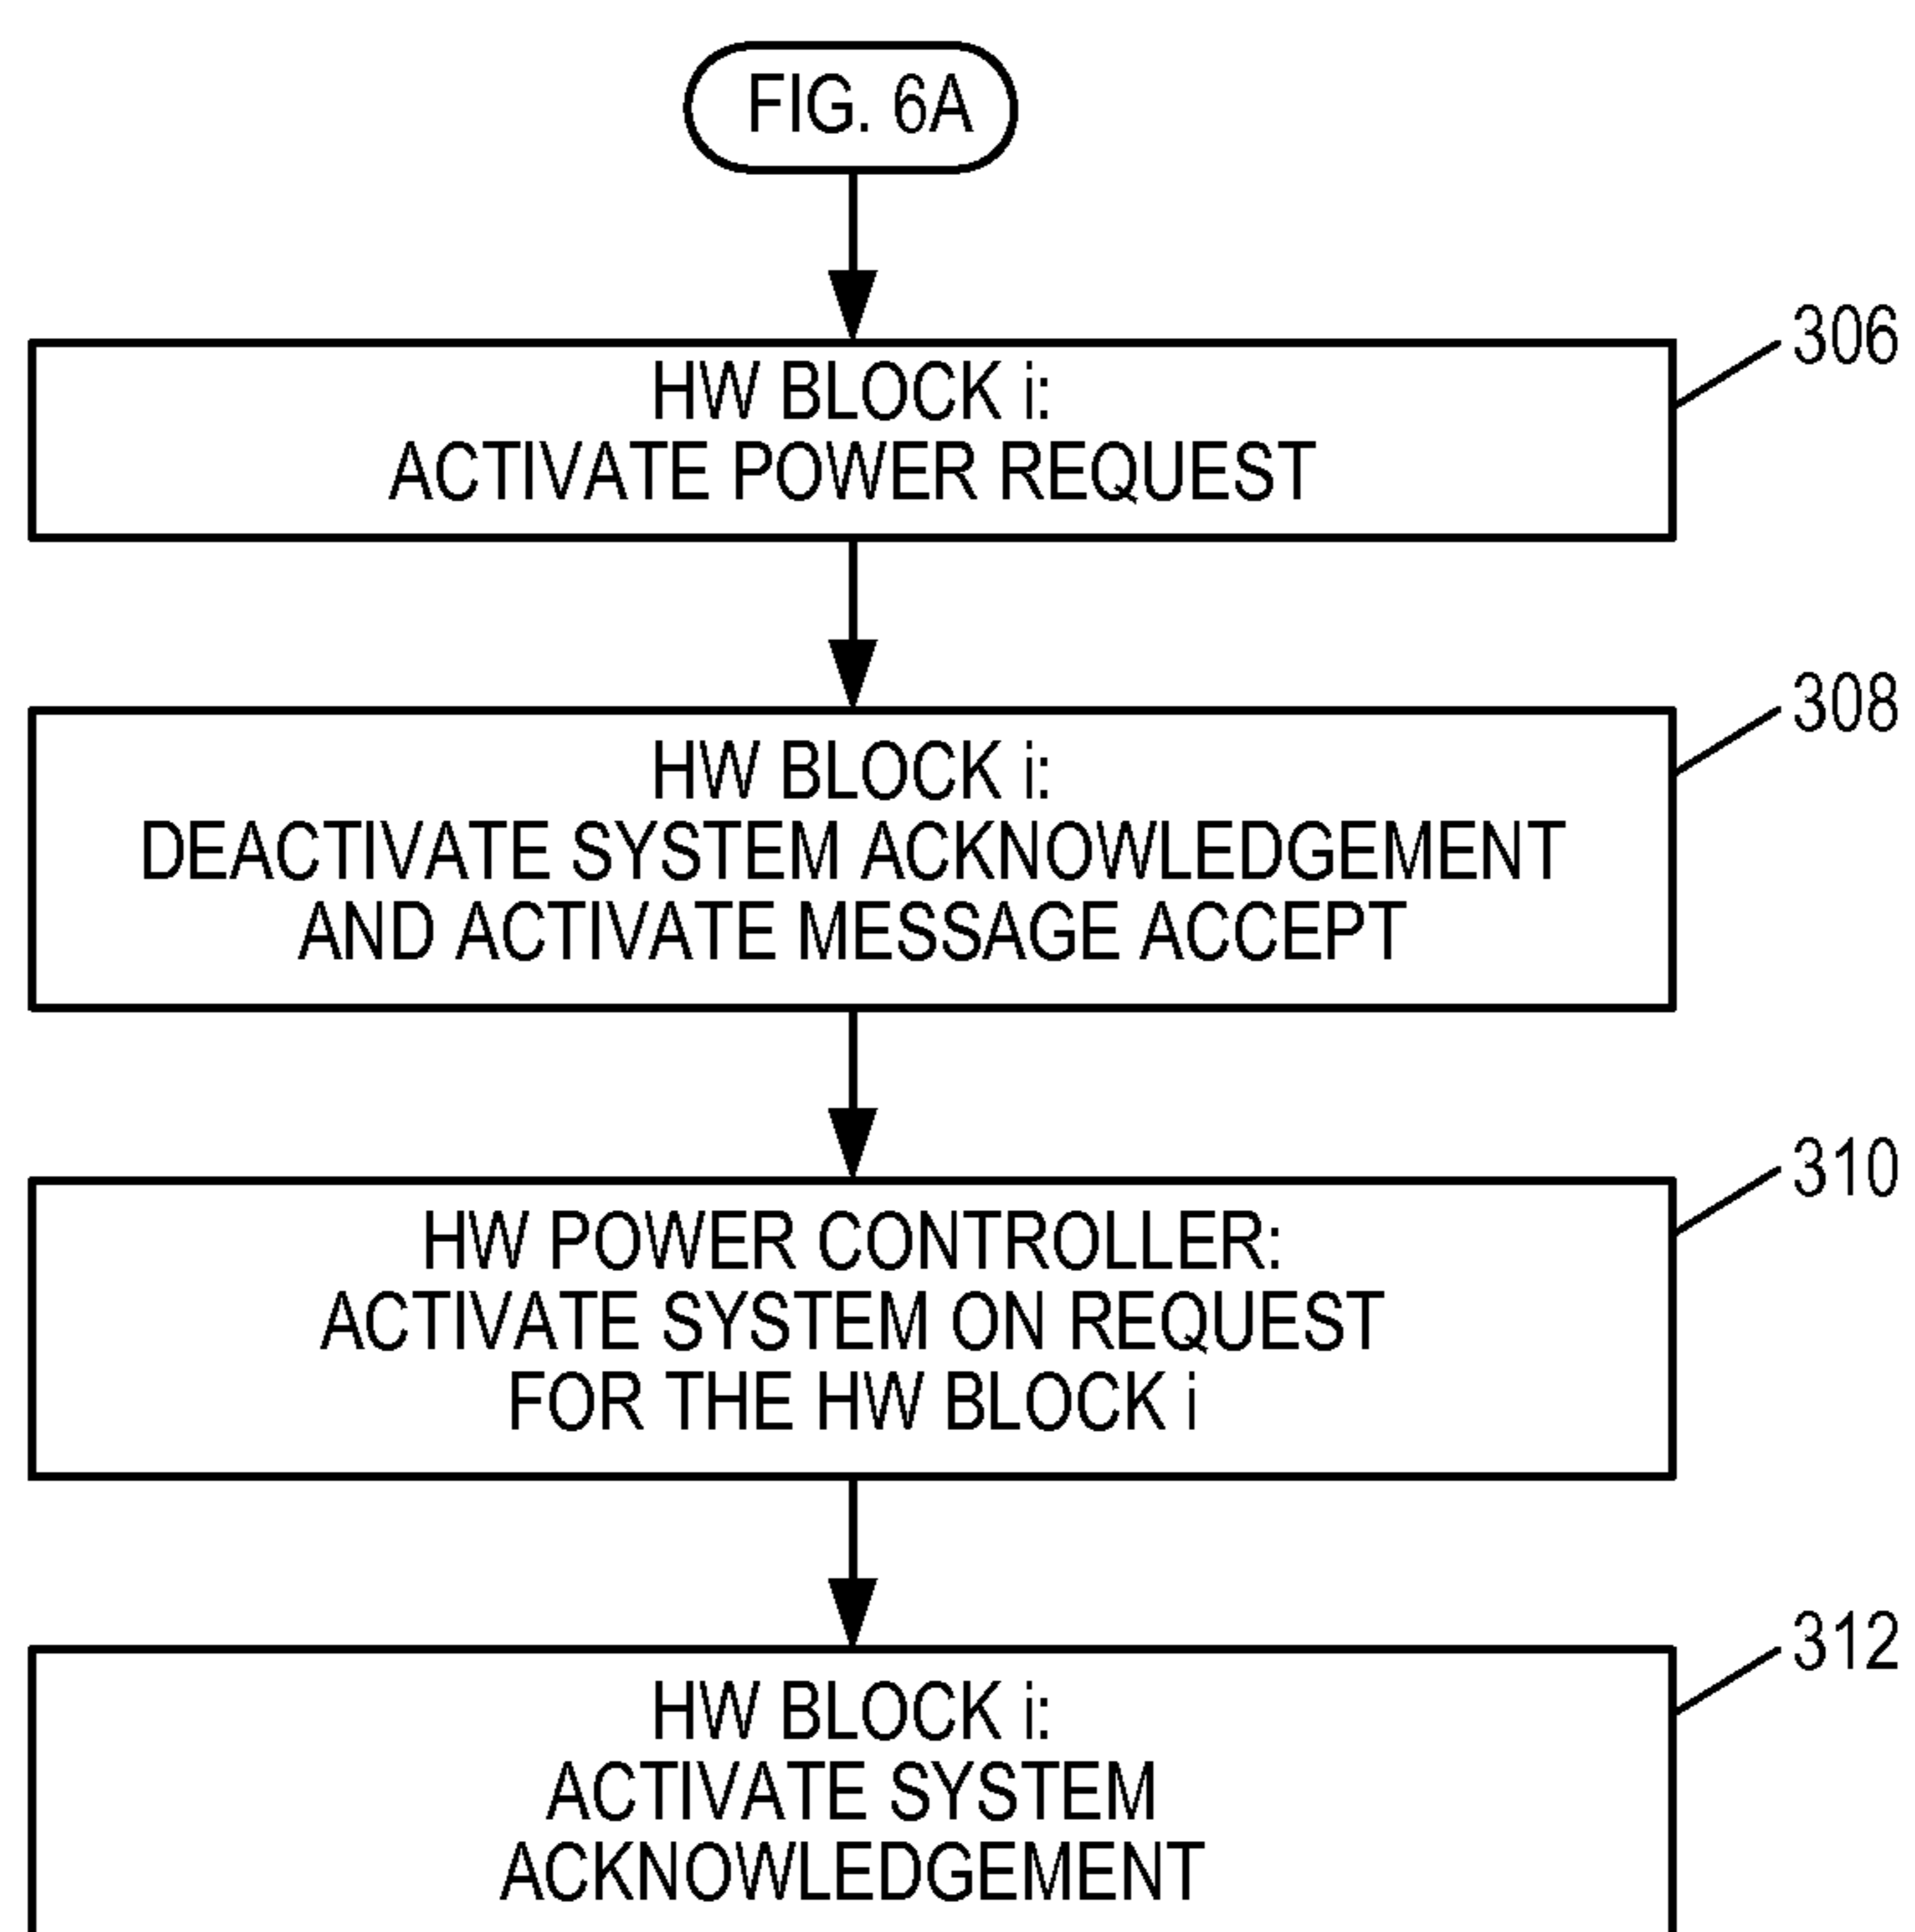 FIG. 6A
306
HW BLOCK i:
ACTIVATE POWER REQUEST
308
HW BLOCK i:
DEACTIVATE SYSTEM ACKNOWLEDGEMENT
AND ACTIVATE MESSAGE ACCEPT
310
HW POWER CONTROLLER:
ACTIVATE SYSTEM ON REQUEST
FOR THE HW BLOCK i
312
HW BLOCK i:
ACTIVATE SYSTEM
ACKNOWLEDGEMENT